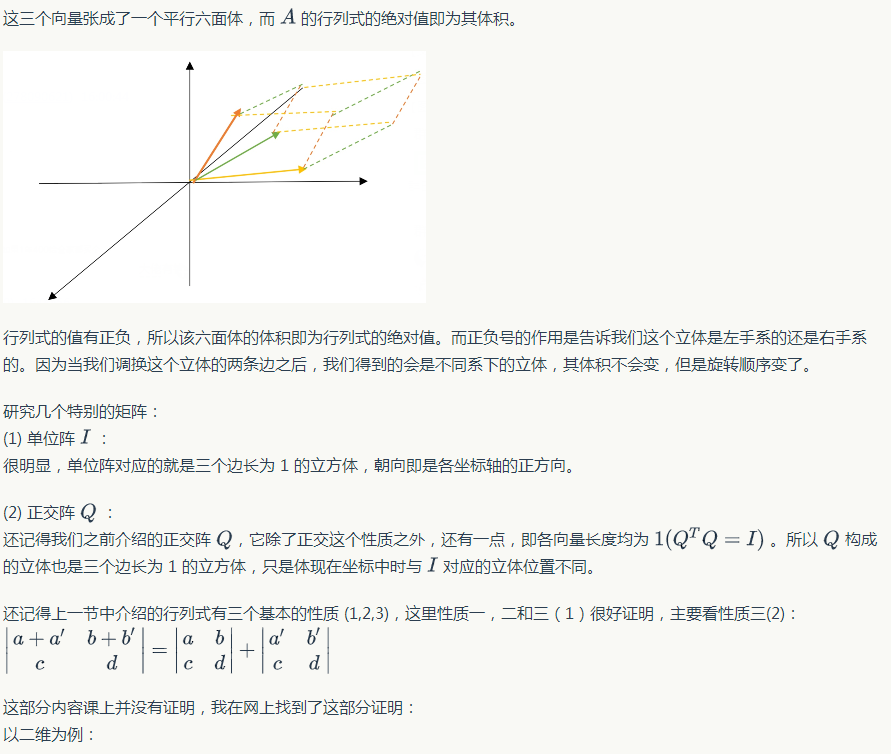 这三个向量张成了一个平行六面体，而 A 的行列式的绝对值即为其体积。
行列式的值有正负，所以该六面体的体积即为行列式的绝对值。而正负号的作用是告诉我们这个立体是左手系的还是右手系
的。因为当我们调换这个立体的两条边之后，我们得到的会是不同系下的立体，其体积不会变，但是旋转顺序变了。
研究几个特别的矩阵：
(1) 单位阵 I ：
很明显，单位阵对应的就是三个边长为 1 的立方体，朝向即是各坐标轴的正方向。
(2) 正交阵 Q ：
还记得我们之前介绍的正交阵 Q，它除了正交这个性质之外，还有一点，即各向量长度均为 1(Q^T Q = I) 。所以 Q 构成
的立体也是三个边长为 1 的立方体，只是体现在坐标中时与 I 对应的立体位置不同。
还记得上一节中介绍的行列式有三个基本的性质 (1,2,3)，这里性质一，二和三（1）很好证明，主要看性质三(2)：
|a + a′ b + b′| = |a b| + |a′ b′|
|c d| |c d| |c d|
这部分内容课上并没有证明，我在网上找到了这部分证明：
以二维为例：